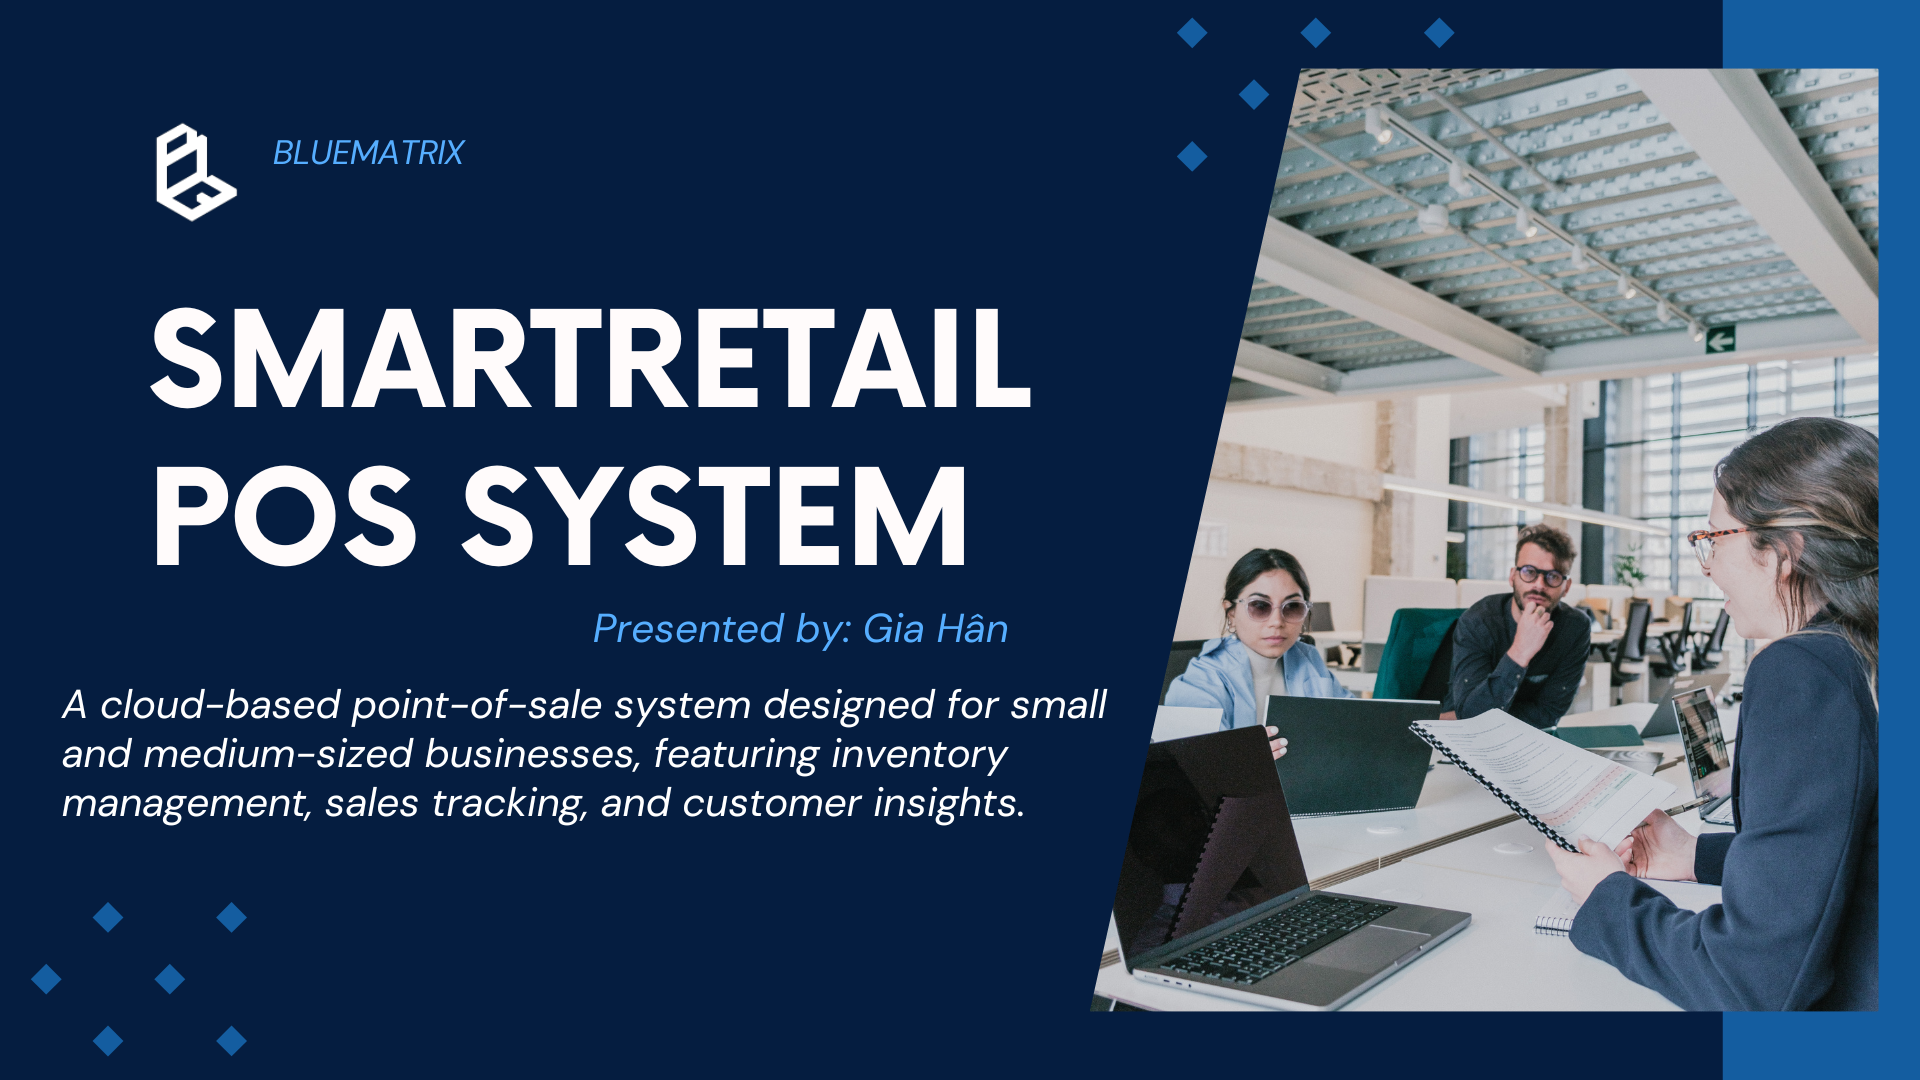 BLUEMATRIX
SMARTRETAIL
POS SYSTEM
Presented by: Gia Hân
A cloud-based point-of-sale system designed for small
and medium-sized businesses, featuring inventory
management, sales tracking, and customer insights.